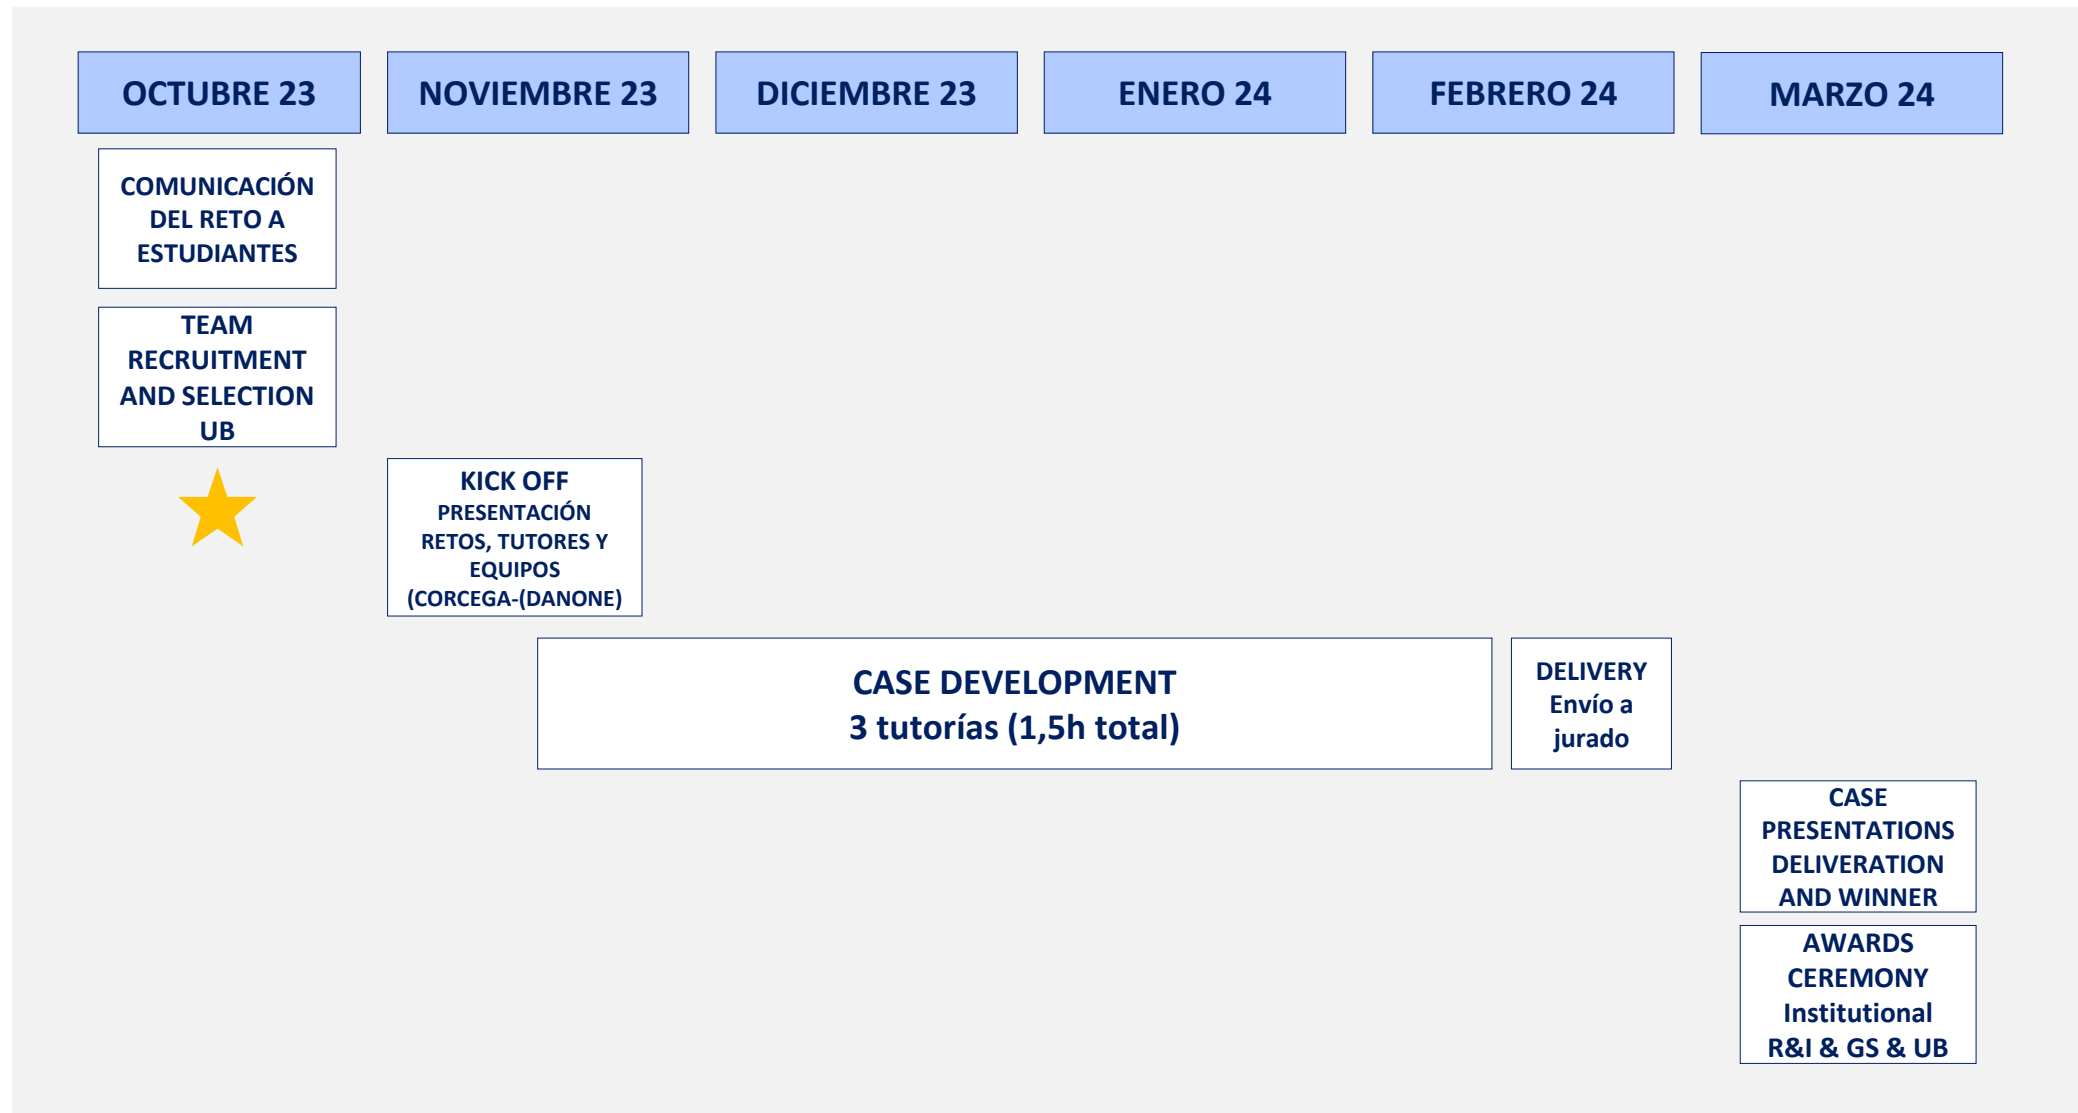 OCTUBRE 23
NOVIEMBRE 23
DICIEMBRE 23
ENERO 24
FEBRERO 24
MARZO 24
COMUNICACIÓN
DEL RETO A
ESTUDIANTES
TEAM
RECRUITMENT
AND SELECTION
UB
KICK OFF
PRESENTACIÓN
RETOS, TUTORES Y
EQUIPOS
(CORCEGA-(DANONE)
CASE DEVELOPMENT
3 tutorías (1,5h total)
DELIVERY
Envío a
jurado
CASE
PRESENTATIONS
DELIVERATION
AND WINNER
AWARDS
CEREMONY
Institutional
R&I & GS & UB